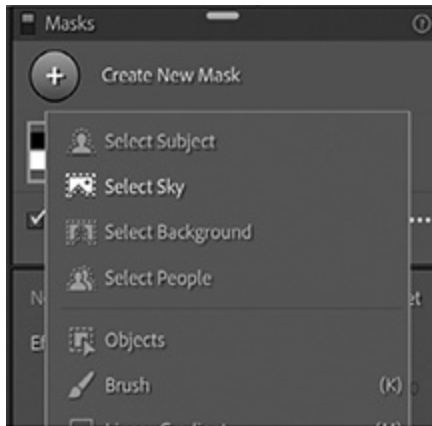 Masks
Create New Mask
Select Subject
Select Sky
Select Background
Select People
Objects
Brush (K)